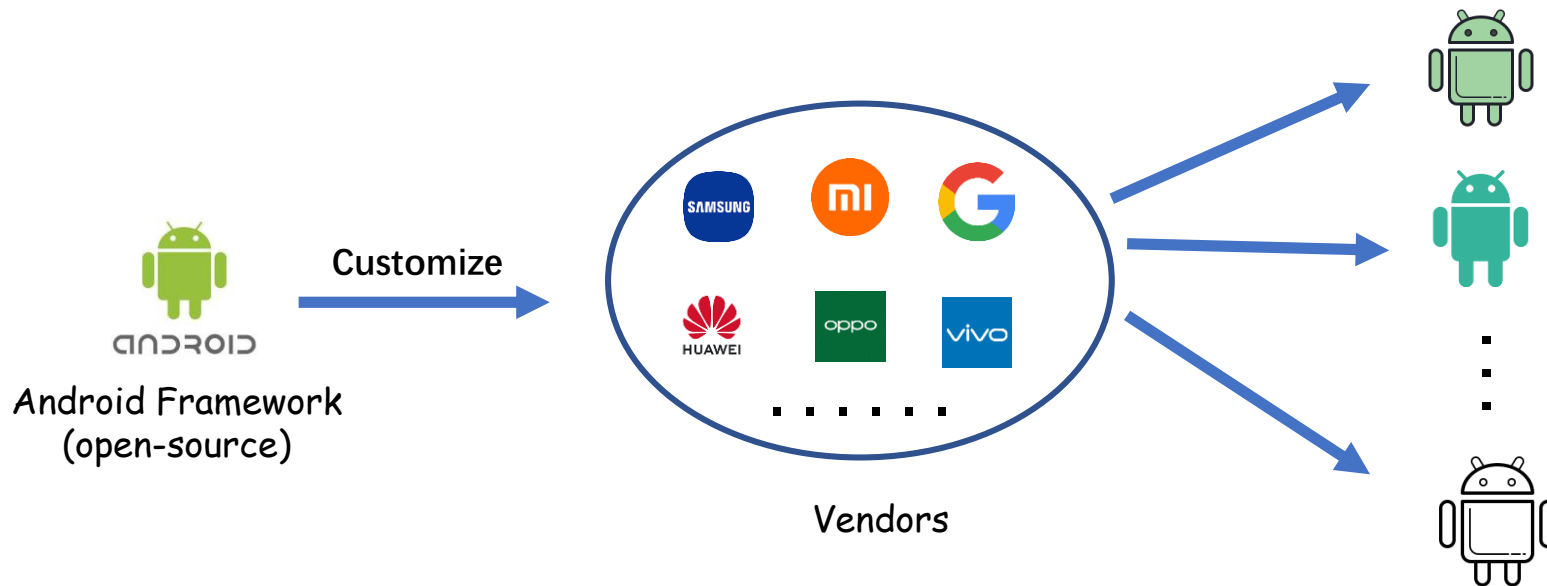 ANDROID
Android Framework
(open-source)
Customize
SAMSUNG
mi
G
HUAWEI
oppo
vivo
......
Vendors